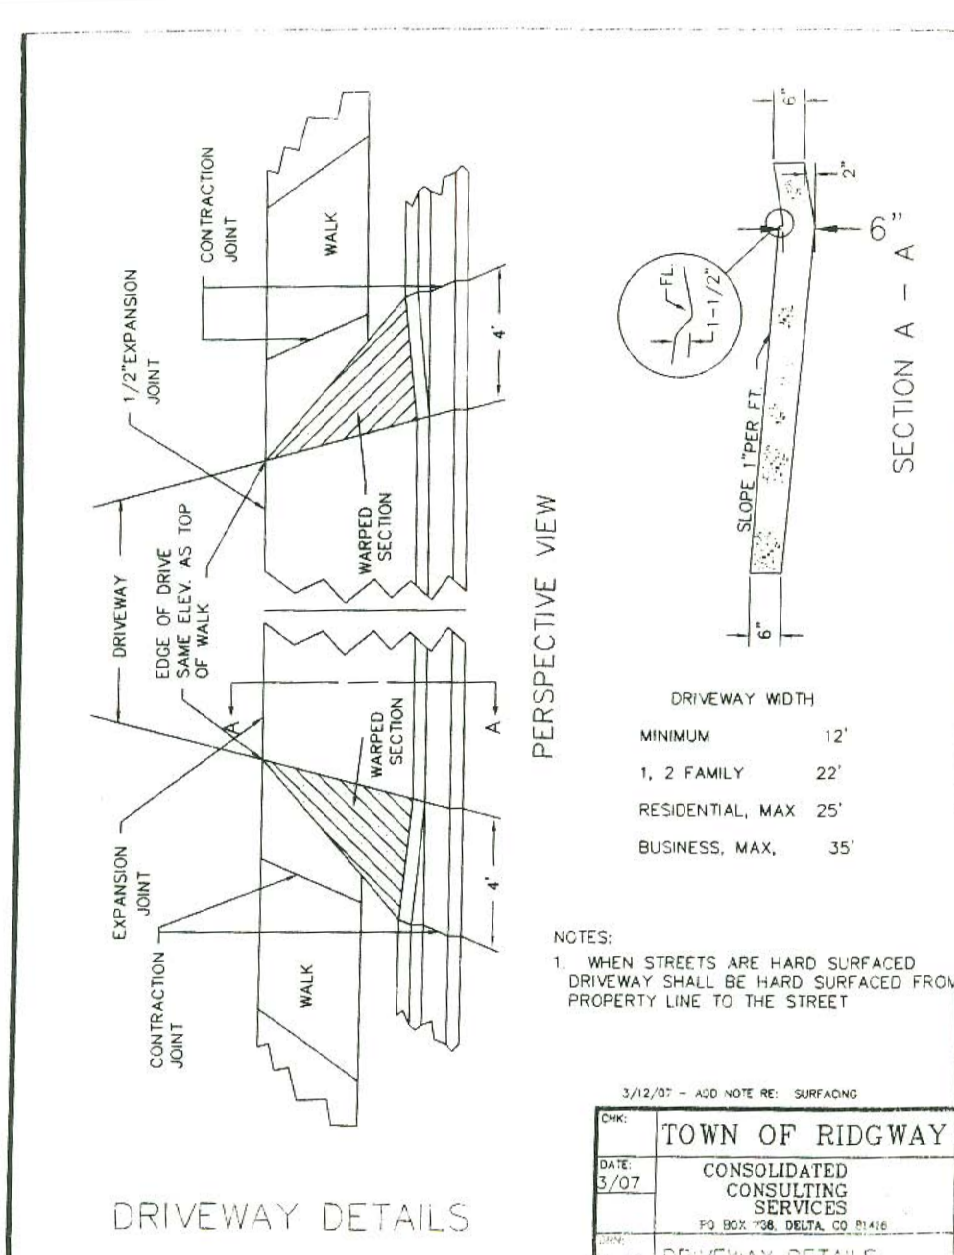 CONTRACTION
JOINT
1/2"EXPANSION
JOINT
WALK
4'
DRIVEWAY
EDGE OF DRIVE
SAME ELEV. AS TOP
OF WALK
WARPED
SECTION
A
A
WARPED
SECTION
EXPANSION
JOINT
CONTRACTION
JOINT
WALK
4'
PERSPECTIVE VIEW
DRIVEWAY DETAILS
6"
2"
6"
FL.
1-1/2"
SLOPE 1"PER FT.
6"
SECTION A - A
DRIVEWAY WIDTH
MINIMUM 12'
1, 2 FAMILY 22'
RESIDENTIAL, MAX 25'
BUSINESS, MAX, 35'
NOTES:
1. WHEN STREETS ARE HARD SURFACED
DRIVEWAY SHALL BE HARD SURFACED FROM
PROPERTY LINE TO THE STREET
3/12/07 - ADD NOTE RE: SURFACING
CHK:
TOWN OF RIDGWAY
DATE:
3/07
CONSOLIDATED
CONSULTING
SERVICES
PO BOX 738, DELTA, CO 81416
DRIVEWAY DETAILS